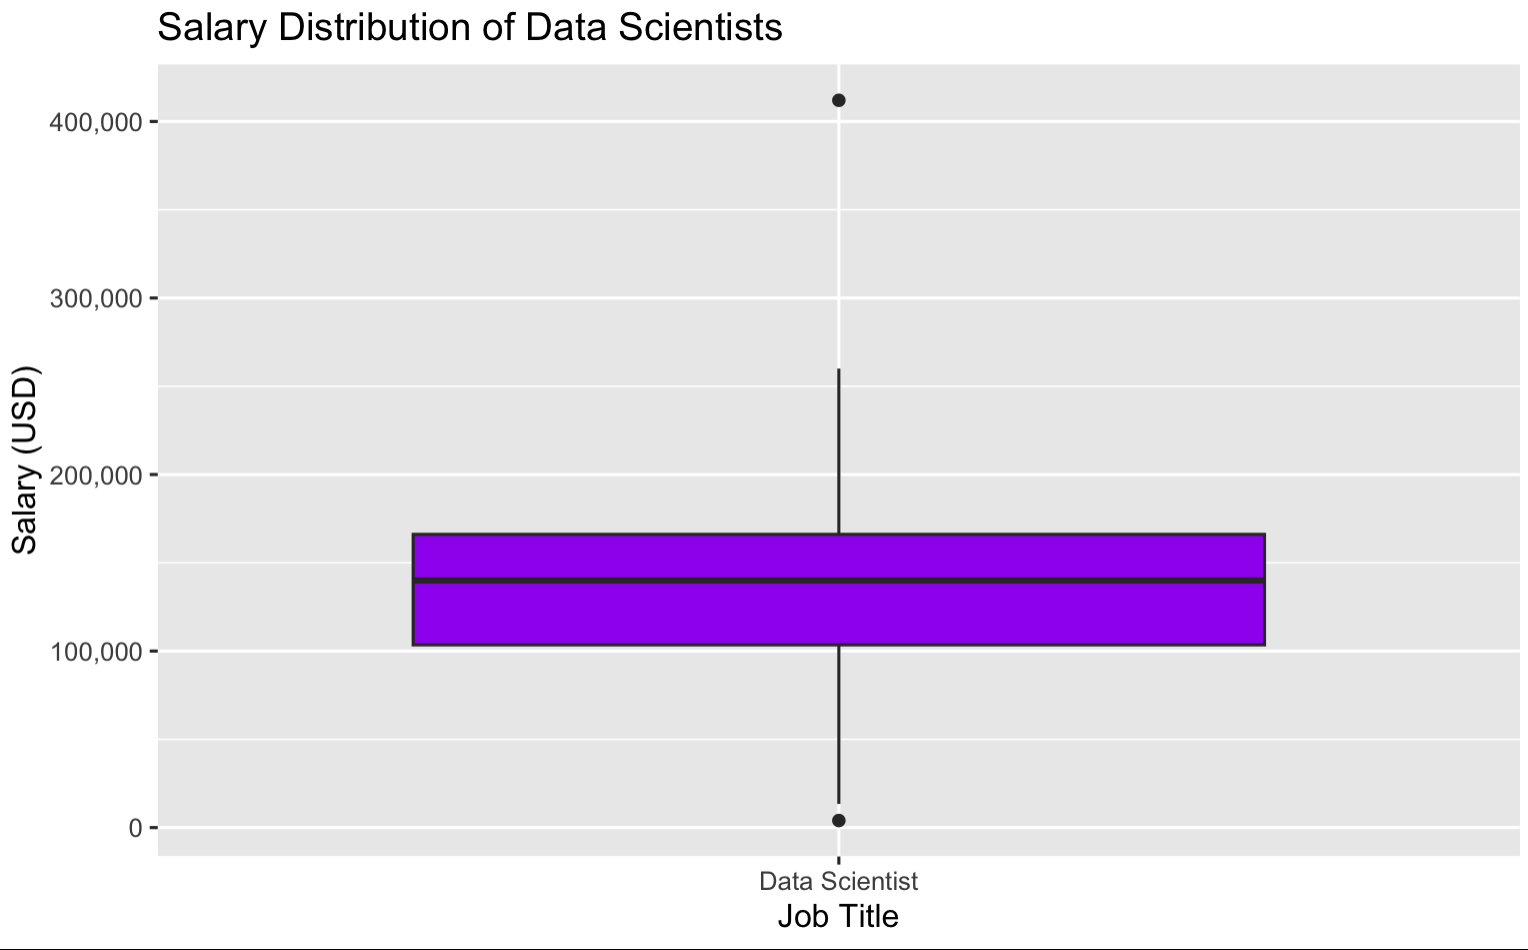 Salary Distribution of Data Scientists
Salary (USD)
400,000
300,000
200,000
100,000
0
Data Scientist
Job Title